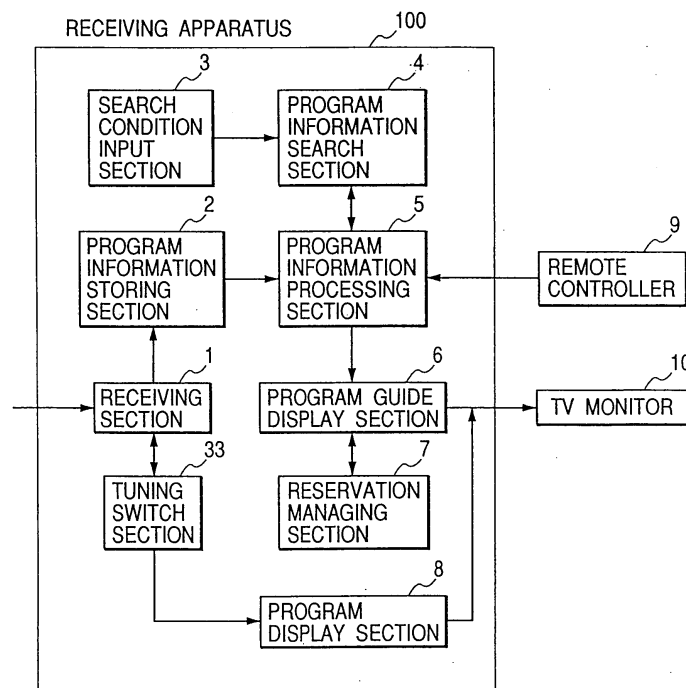 RECEIVING APPARATUS
100
3
SEARCH
CONDITION
INPUT
SECTION
4
PROGRAM
INFORMATION
SEARCH
SECTION
2
PROGRAM
INFORMATION
STORING
SECTION
5
PROGRAM
INFORMATION
PROCESSING
SECTION
9
REMOTE
CONTROLLER
1
RECEIVING
SECTION
6
PROGRAM GUIDE
DISPLAY SECTION
10
TV MONITOR
33
TUNING
SWITCH
SECTION
7
RESERVATION
MANAGING
SECTION
8
PROGRAM
DISPLAY SECTION